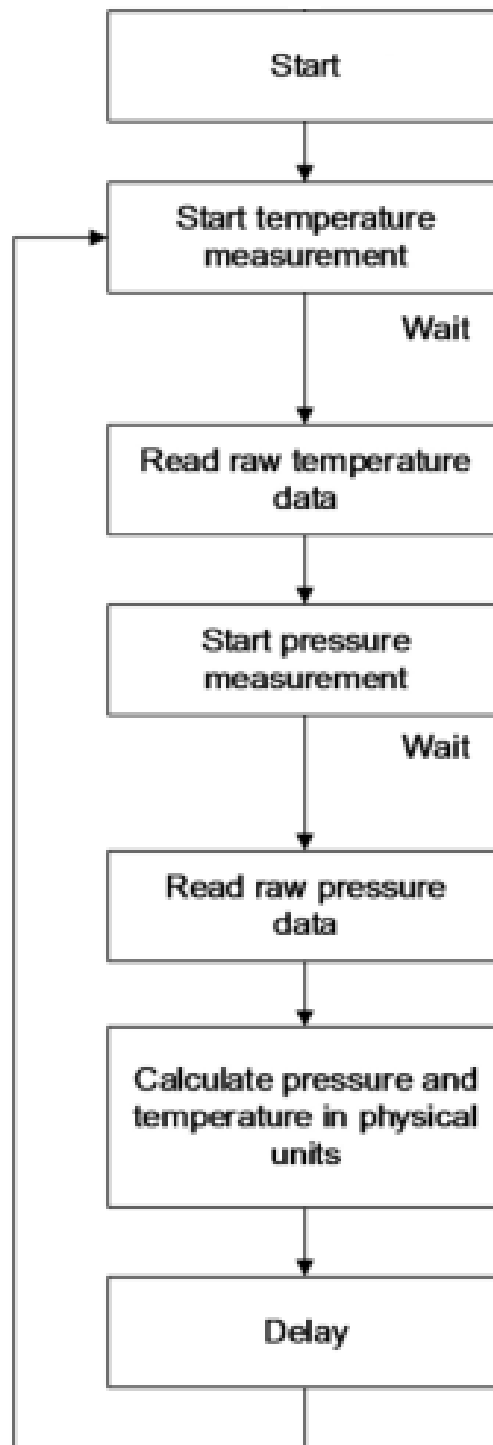 Start
Start temperature
measurement
Wait
Read raw temperature
data
Start pressure
measurement
Wait
Read raw pressure
data
Calculate pressure and
temperature in physical
units
Delay